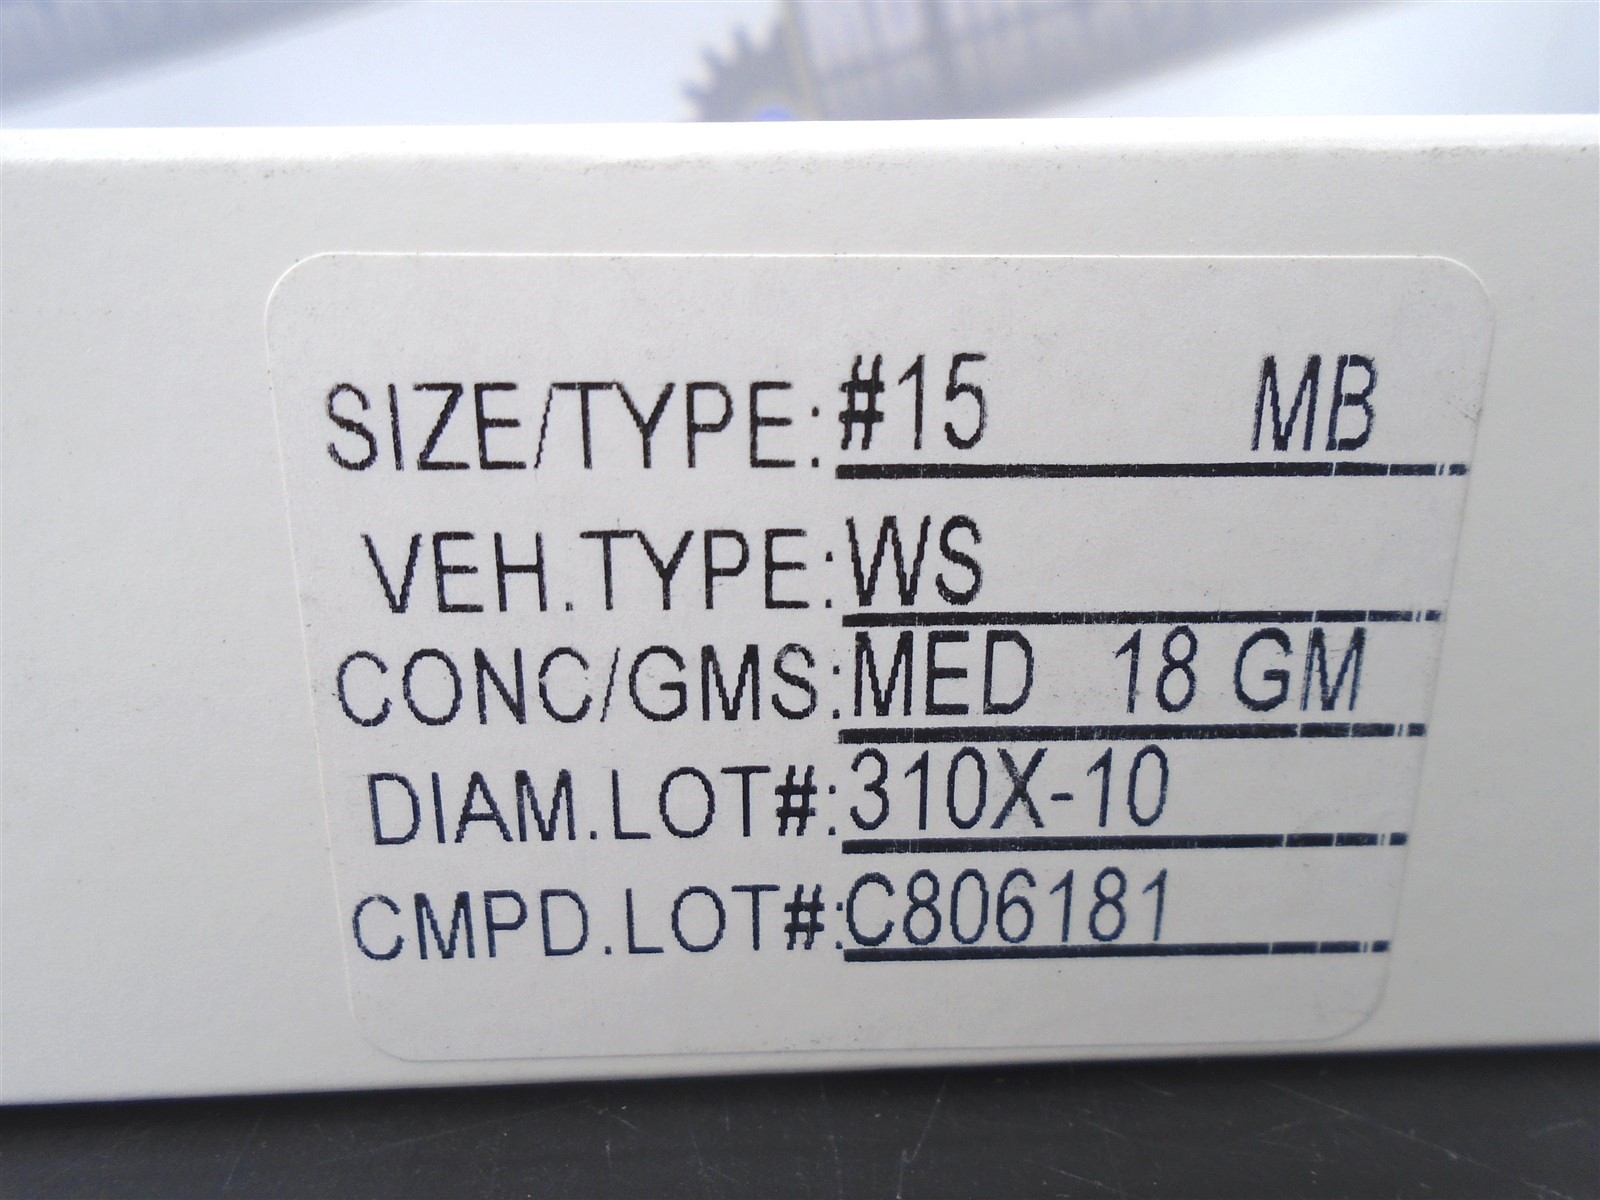 SIZE/TYPE: #15 MB
VEH.TYPE: WS
CONC/GMS: MED 18 GM
DIAM.LOT#: 310X-10
CMPD.LOT#: C806181